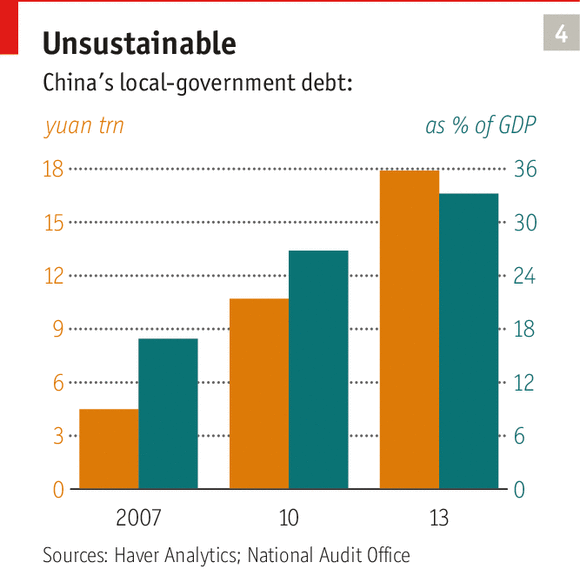 4
Unsustainable
China's local-government debt:
yuan trn as % of GDP
18 36
15 30
12 24
9 18
6 12
3 6
0 0
2007 10 13
Sources: Haver Analytics; National Audit Office